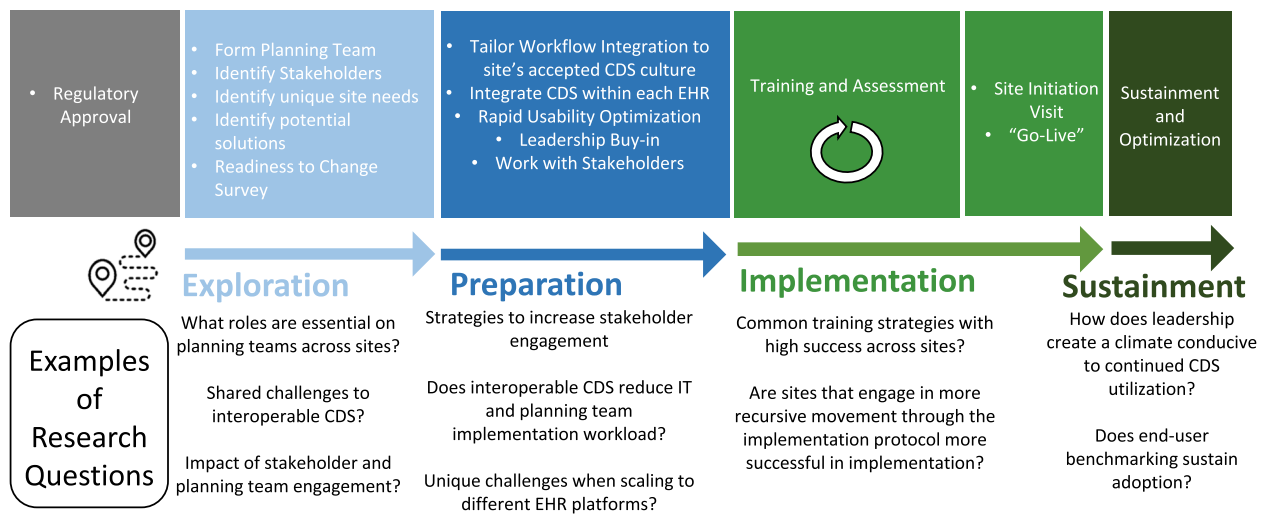 • Regulatory
Approval
• Form Planning Team
• Identify Stakeholders
• Identify unique site needs
• Identify potential
solutions
• Readiness to Change
Survey
• Tailor Workflow Integration to
site's accepted CDS culture
• Integrate CDS within each EHR
• Rapid Usability Optimization
• Leadership Buy-in
• Work with Stakeholders
Training and Assessment
• Site Initiation
Visit
• “Go-Live”
Sustainment
and
Optimization
Exploration
Preparation
Implementation
Sustainment
Examples
of
Research
Questions
What roles are essential on
planning teams across sites?
Shared challenges to
interoperable CDS?
Impact of stakeholder and
planning team engagement?
Strategies to increase stakeholder
engagement
Does interoperable CDS reduce IT
and planning team
implementation workload?
Unique challenges when scaling to
different EHR platforms?
Common training strategies with
high success across sites?
Are sites that engage in more
recursive movement through the
implementation protocol more
successful in implementation?
How does leadership
create a climate conducive
to continued CDS
utilization?
Does end-user
benchmarking sustain
adoption?